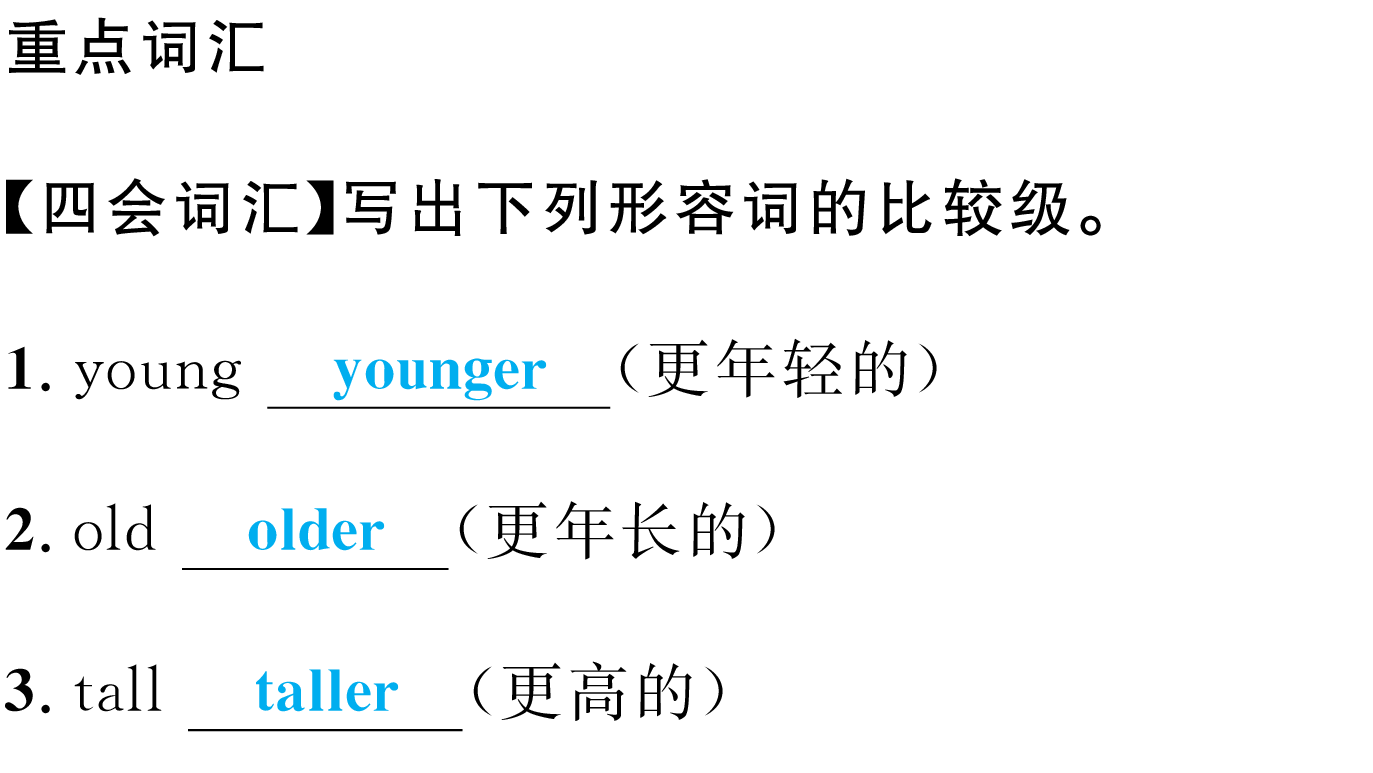 重点词汇
【四会词汇】写出下列形容词的比较级。
1. young younger (更年轻的)
2. old older (更年长的)
3. tall taller (更高的)